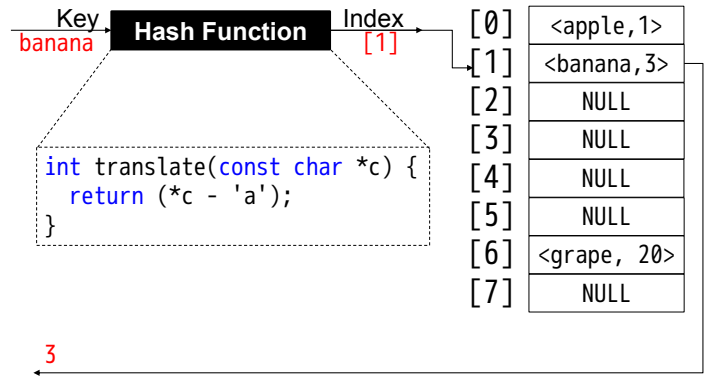 Key
banana
Hash Function
Index
[1]
int translate(const char *c) {
return (*c - 'a');
}
[0] <apple,1>
[1] <banana,3>
[2] NULL
[3] NULL
[4] NULL
[5] NULL
[6] <grape, 20>
[7] NULL
3